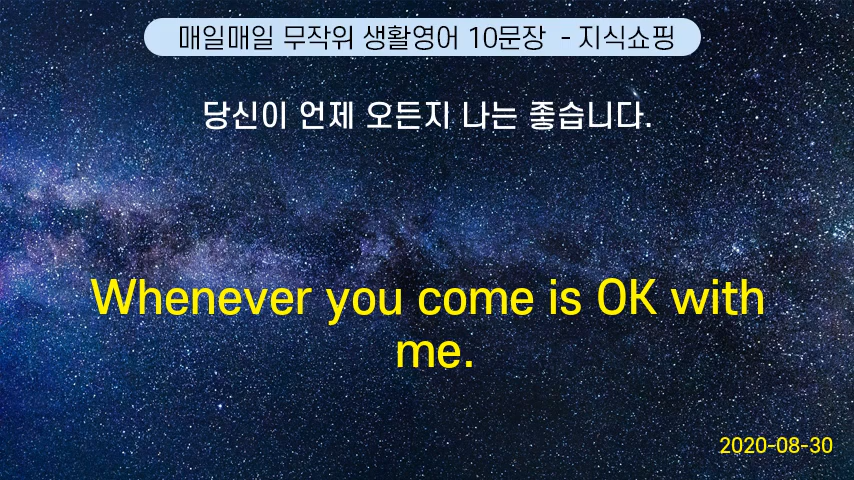 매일매일 무작위 생활영어 10문장 - 지식쇼핑
당신이 언제 오든지 나는 좋습니다.
Whenever you come is OK with
me.
2020-08-30